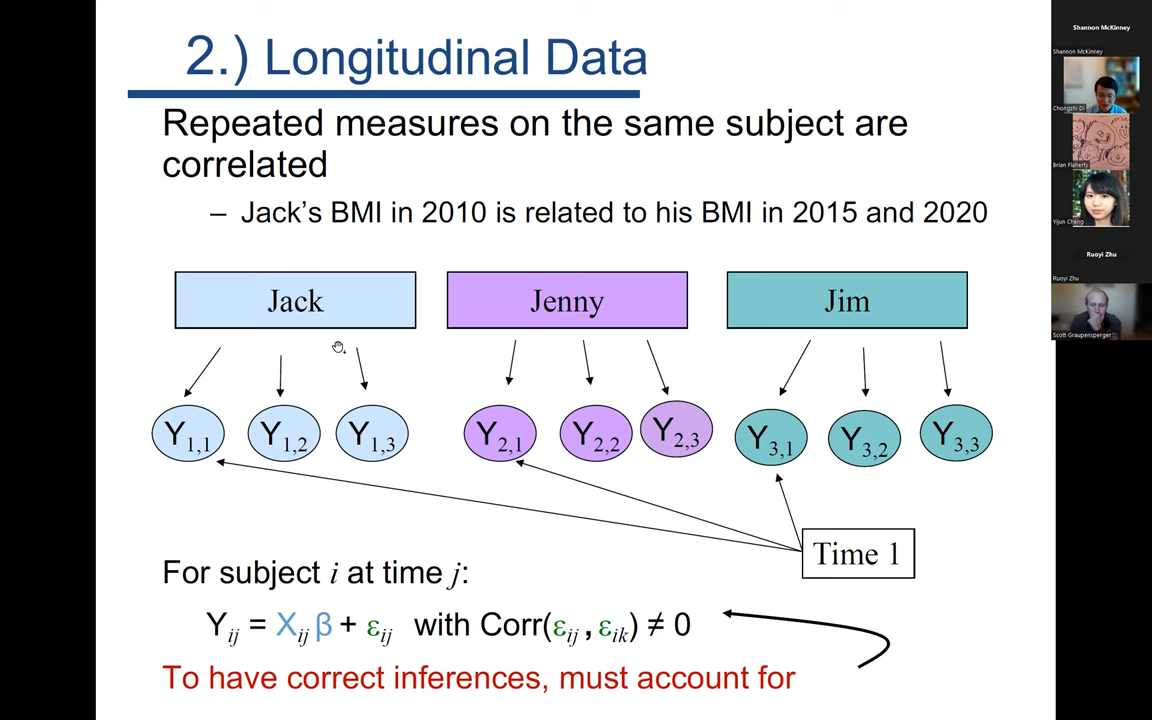 2.) Longitudinal Data
Repeated measures on the same subject are
correlated
– Jack's BMI in 2010 is related to his BMI in 2015 and 2020
Jack
Jenny
Jim
Y1,1
Y1,2
Y1,3
Y2,1
Y2,2
Y2,3
Y3,1
Y3,2
Y3,3
Time 1
For subject i at time j:
Yij = Xij β + εij with Corr(εij , εik) ≠ 0
To have correct inferences, must account for
Shannon McKinney
Shannon McKinney
Chongzhi Di
Brian Flaherty
Yijun Cheng
Ruoyi Zhu
Ruoyi Zhu
Scott Graupensperger